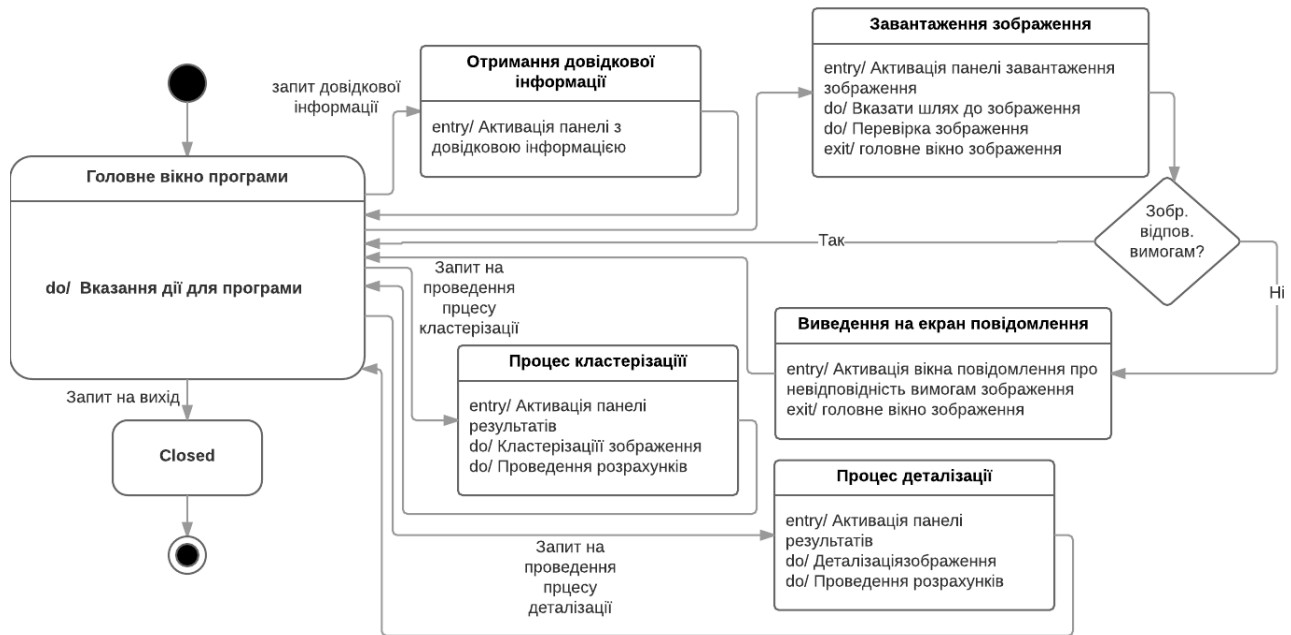 запит довідкової
інформації
Отримання довідкової
інформації
entry/ Активація панелі з
довідковою інформацією
Завантаження зображення
entry/ Активація панелі завантаження
зображення
do/ Вказати шлях до зображення
do/ Перевірка зображення
exit/ головне вікно зображення
Головне вікно програми
do/ Вказання дії для програми
Зобр.
відпов.
вимогам?
Так
Ні
Запит на
проведення
прцесу
кластерізації
Виведення на екран повідомлення
entry/ Активація вікна повідомлення про
невідповідність вимогам зображення
exit/ головне вікно зображення
Процес кластерізаціїї
entry/ Активація панелі
результатів
do/ Кластерізаціїї зображення
do/ Проведення розрахунків
Запит на вихід
Closed
Процес деталізації
entry/ Активація панелі
результатів
do/ Деталізаціязображення
do/ Проведення розрахунків
Запит на
проведення
прцесу
деталізації